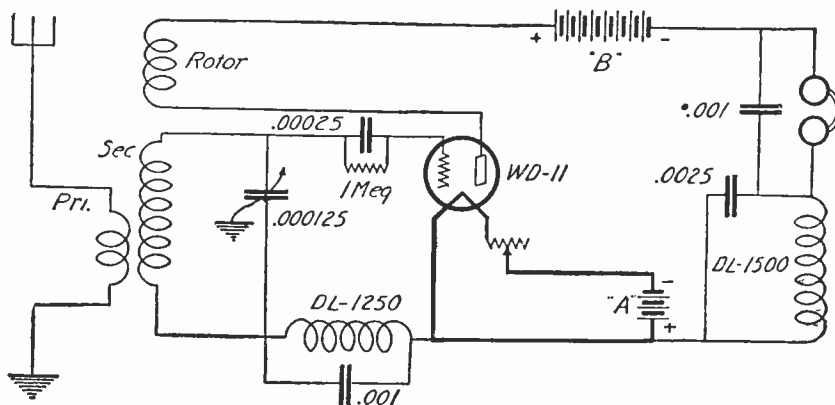 +
-
"B"
Rotor
.001
.00025
Sec
WD-11
.0025
1 Meg
Pri.
.000125
DL-1500
-
"A"
DL-1250
+
.001